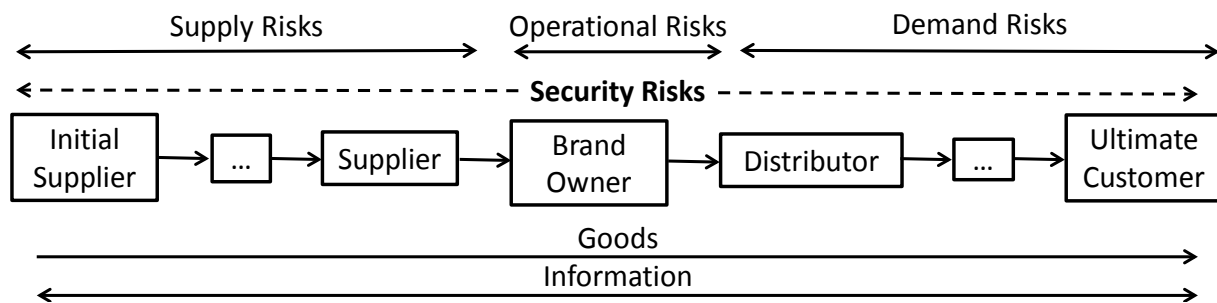 Supply Risks
Operational Risks
Demand Risks
Security Risks
Initial
Supplier
...
Supplier
Brand
Owner
Distributor
...
Ultimate
Customer
Goods
Information